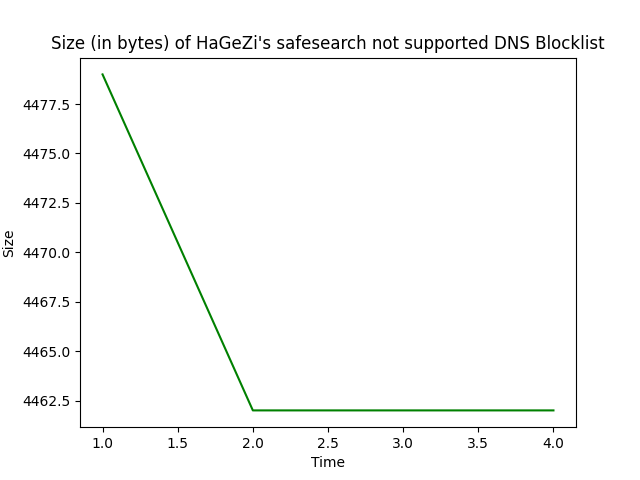 Size (in bytes) of HaGeZi's safesearch not supported DNS Blocklist
4477.5
4475.0
4472.5
4470.0
4467.5
4465.0
4462.5
Size
1.0 1.5 2.0 2.5 3.0 3.5 4.0
Time